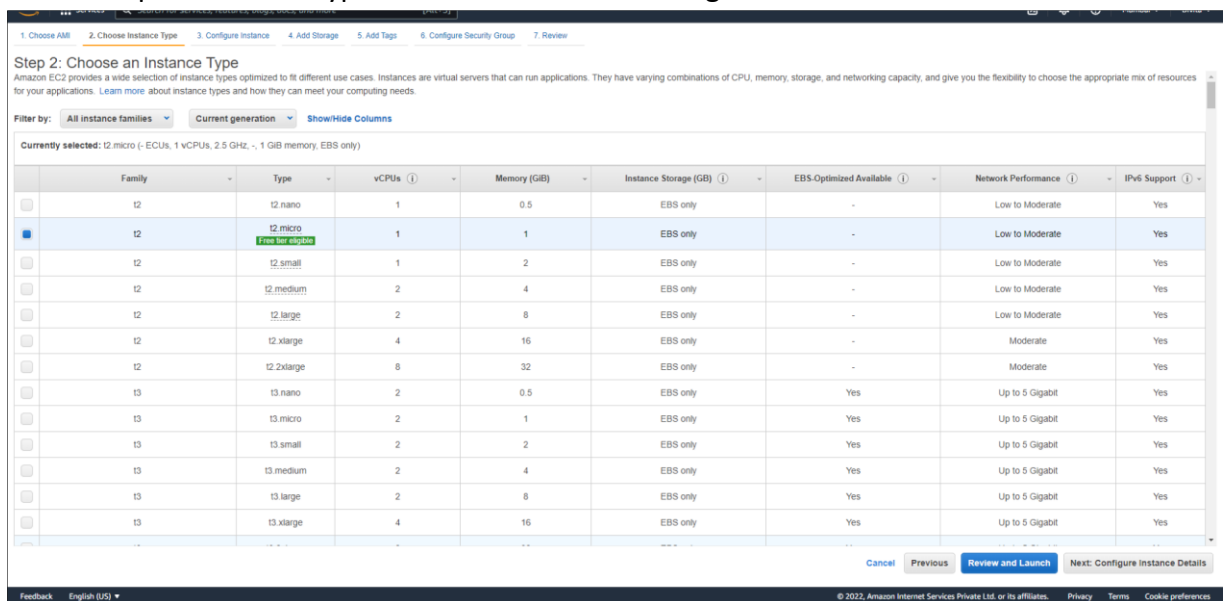 Services Search for services, features, blogs, docs, and more [Alt+S]
1. Choose AMI 2. Choose Instance Type 3. Configure Instance 4. Add Storage 5. Add Tags 6. Configure Security Group 7. Review
Step 2: Choose an Instance Type
Amazon EC2 provides a wide selection of instance types optimized to fit different use cases. Instances are virtual servers that can run applications. They have varying combinations of CPU, memory, storage, and networking capacity, and give you the flexibility to choose the appropriate mix of resources
for your applications. Learn more about instance types and how they can meet your computing needs.
Filter by: All instance families Current generation Show/Hide Columns
Currently selected: t2.micro (- ECUs, 1 vCPUs, 2.5 GHz, -, 1 GiB memory, EBS only)
Family Type vCPUs Memory (GiB) Instance Storage (GB) EBS-Optimized Available Network Performance IPv6 Support
t2 t2.nano 1 0.5 EBS only - Low to Moderate Yes
t2 t2.micro 1 1 EBS only - Low to Moderate Yes
Free tier eligible
t2 t2.small 1 2 EBS only - Low to Moderate Yes
t2 t2.medium 2 4 EBS only - Low to Moderate Yes
t2 t2.large 2 8 EBS only - Low to Moderate Yes
t2 t2.xlarge 4 16 EBS only - Moderate Yes
t2 t2.2xlarge 8 32 EBS only - Moderate Yes
t3 t3.nano 2 0.5 EBS only Yes Up to 5 Gigabit Yes
t3 t3.micro 2 1 EBS only Yes Up to 5 Gigabit Yes
t3 t3.small 2 2 EBS only Yes Up to 5 Gigabit Yes
t3 t3.medium 2 4 EBS only Yes Up to 5 Gigabit Yes
t3 t3.large 2 8 EBS only Yes Up to 5 Gigabit Yes
t3 t3.xlarge 4 16 EBS only Yes Up to 5 Gigabit Yes
Cancel Previous Review and Launch Next: Configure Instance Details
Feedback English (US) © 2022, Amazon Internet Services Private Ltd. or its affiliates. Privacy Terms Cookie preferences